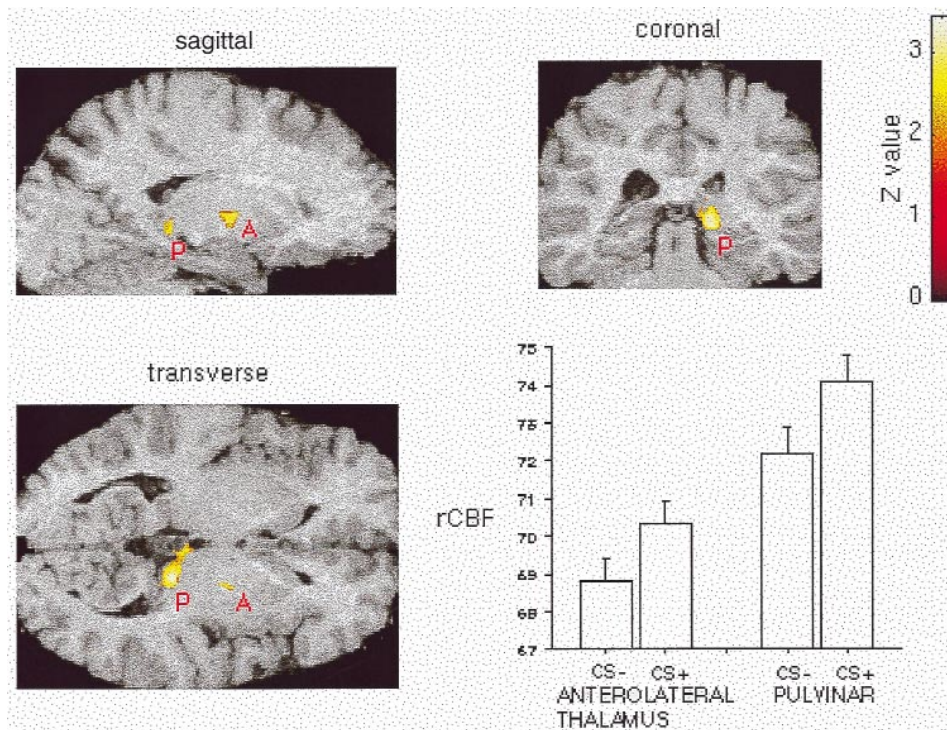 sagittal
P
A
coronal
P
Z value
3
2
1
0
transverse
P
A
rCBF
75
74
73
72
71
70
69
68
67
CS- CS+ CS- CS+
ANTEROLATERAL PULVINAR
THALAMUS